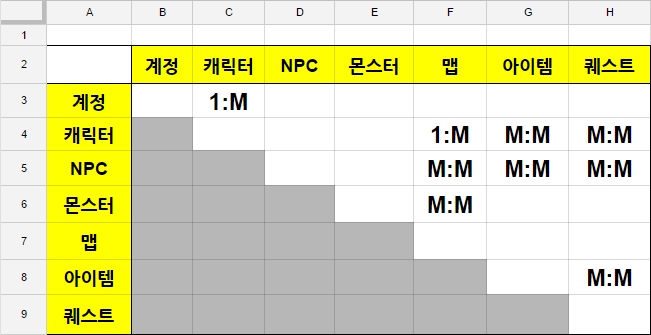 A B C D E F G H
1
2 계정 캐릭터 NPC 몬스터 맵 아이템 퀘스트
3 계정 1:M
4 캐릭터 1:M M:M M:M
5 NPC M:M M:M M:M
6 몬스터 M:M
7 맵
8 아이템 M:M
9 퀘스트